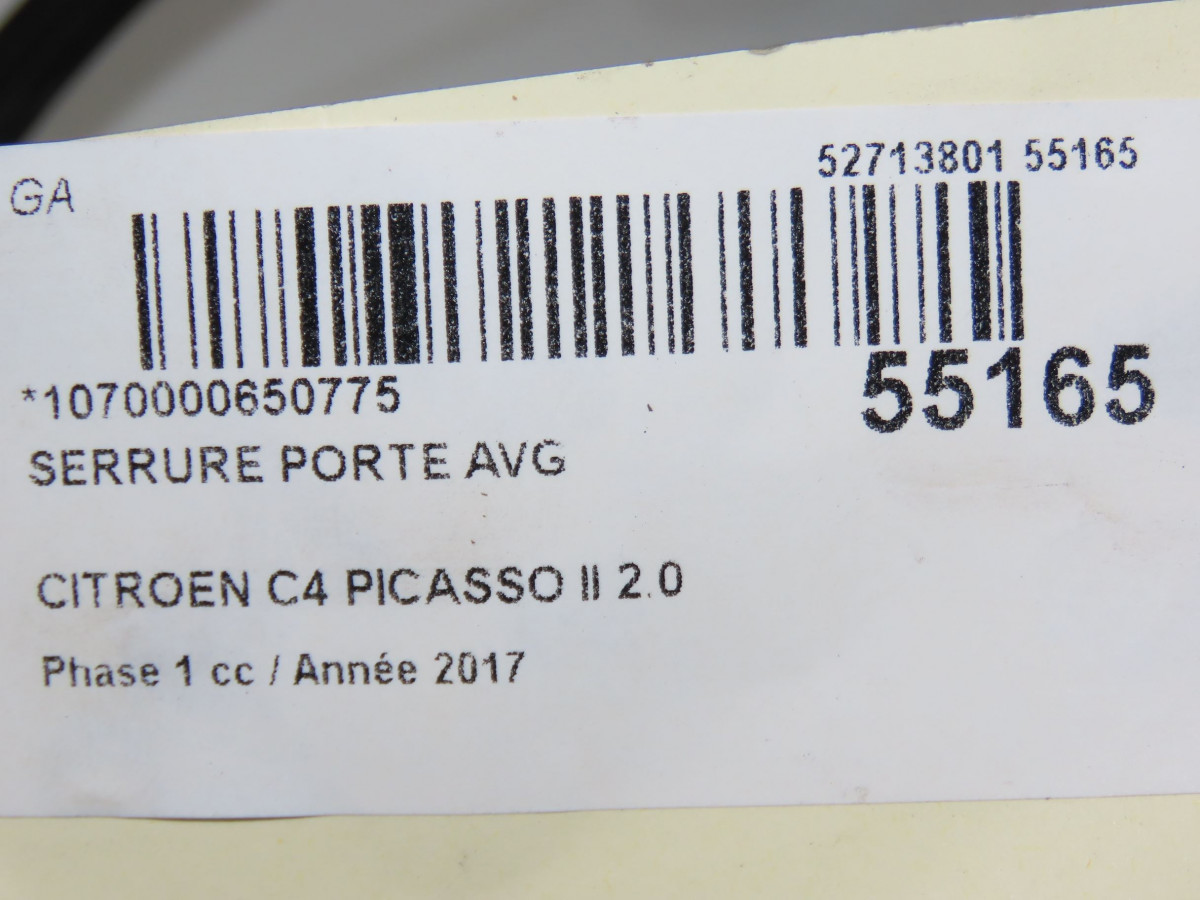 GA
52713801 55165
*1070000650775
55165
SERRURE PORTE AVG
CITROEN C4 PICASSO II 2.0
Phase 1 cc / Année 2017